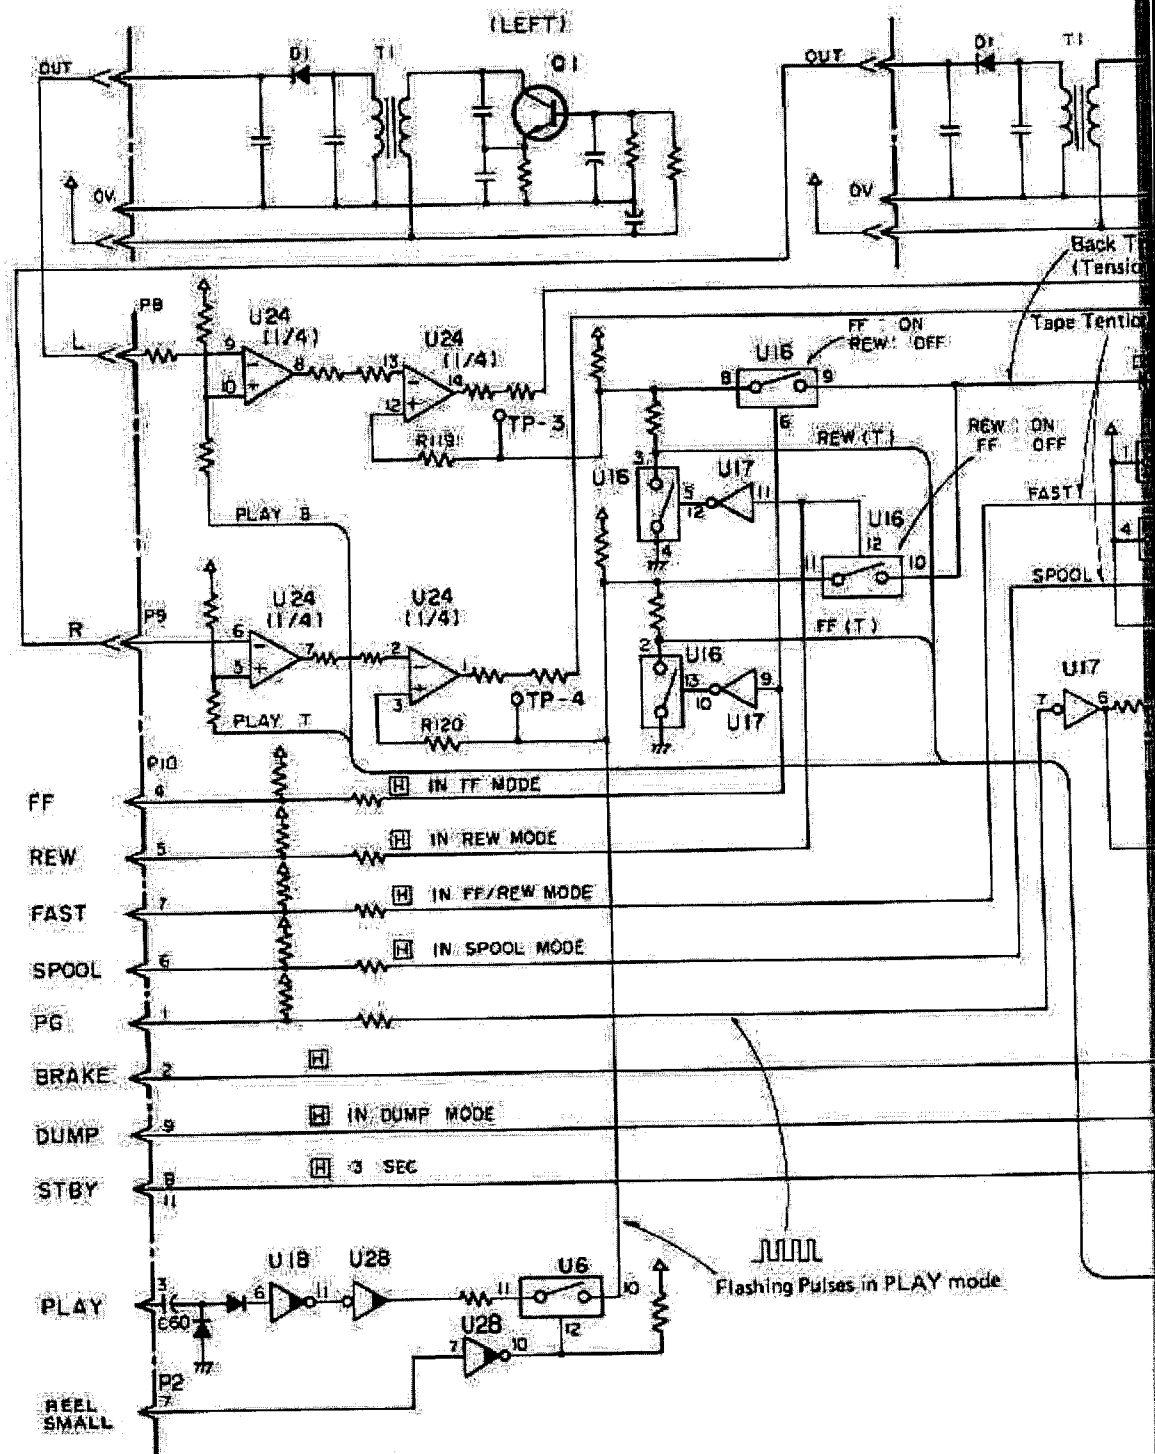 (LEFT)
OUT
D1
T1
Q1
OUT
D1
T1
0V
0V
Back T
(Tensio
P8
U24
(1/4)
L
9
8
10
U24
(1/4)
13
14
12
TP-3
R119
FF : ON
REW : OFF
Tape Tentio
U16
8
9
6
REW (T)
REW : ON
FF : OFF
3
U16
5
U17
12
11
4
FAST
1
4
U16
12
11
10
SPOOL
PLAY B
P9
R
U24
(1/4)
6
7
5
U24
(1/4)
2
1
3
TP-4
R120
FF (T)
2
U16
13
9
10
U17
U17
7
6
PLAY T
P10
FF
4
H IN FF MODE
REW
5
H IN REW MODE
FAST
7
H IN FF/REW MODE
SPOOL
6
H IN SPOOL MODE
PG
1
BRAKE
2
H
DUMP
9
H IN DUMP MODE
STBY
8
11
H 3 SEC
Flashing Pulses in PLAY mode
PLAY
3
C60
6
U18
11
U28
11
U6
10
12
U28
7
10
P2
7
REEL
SMALL